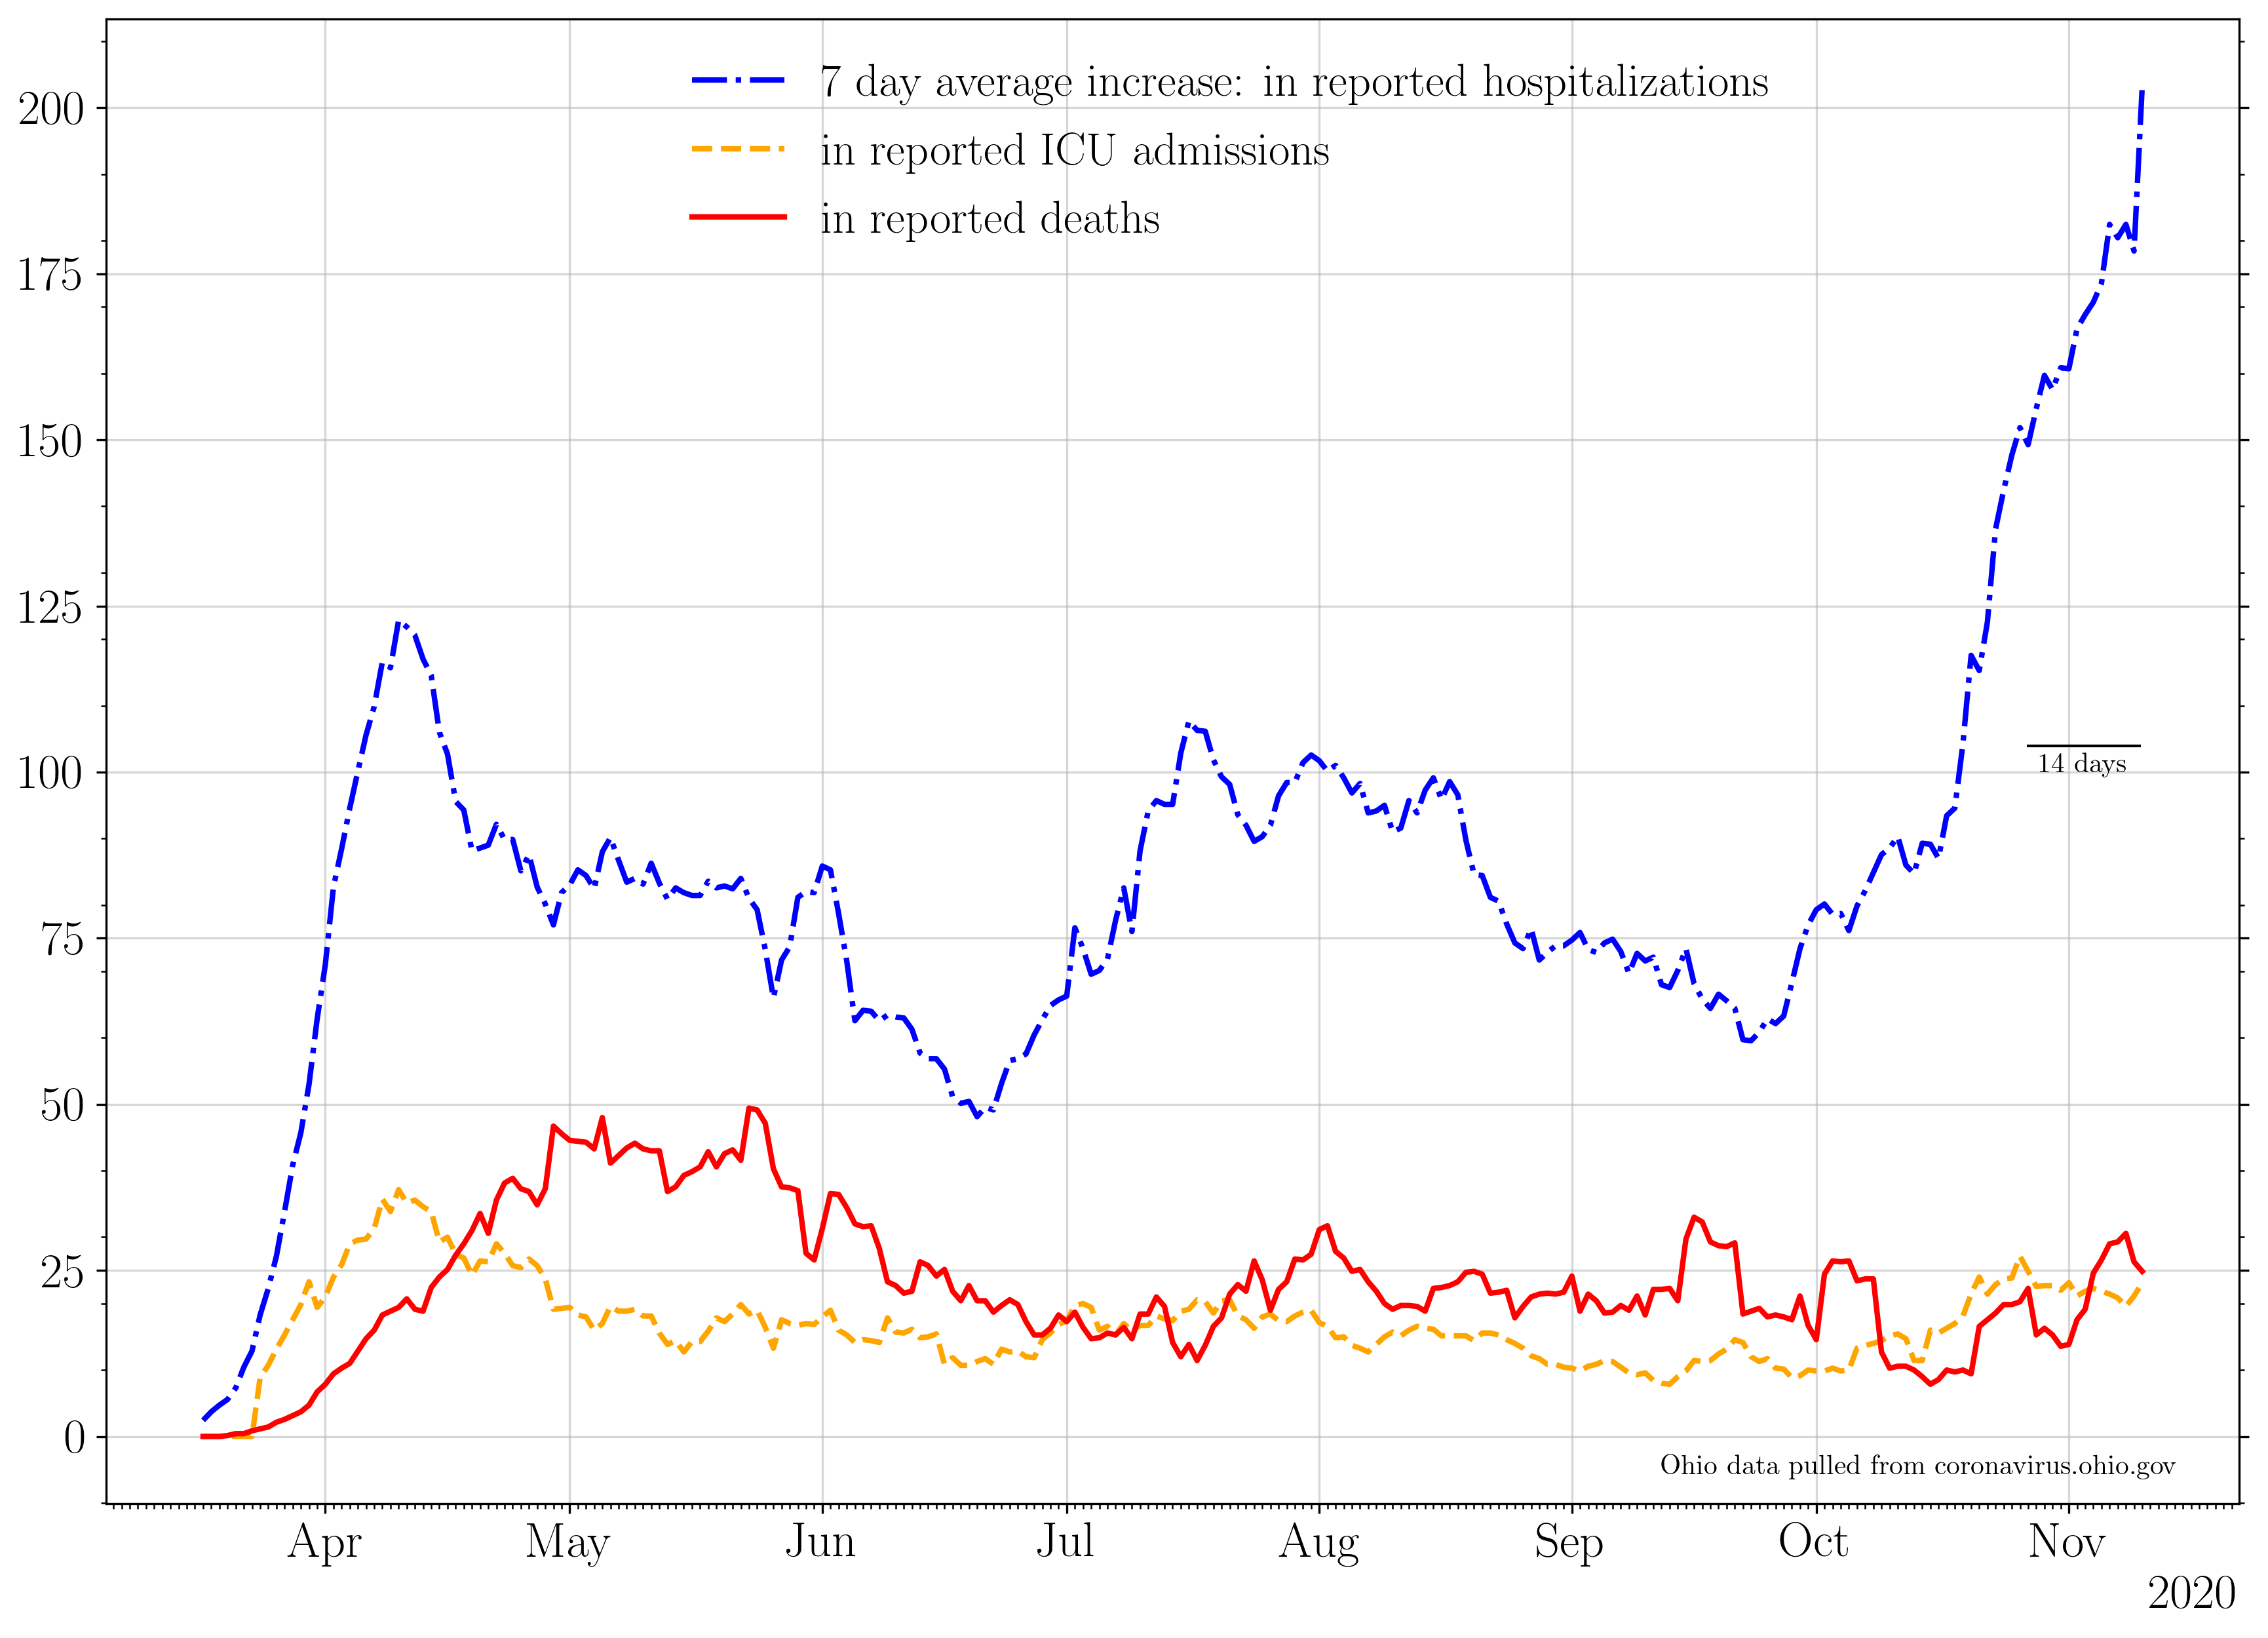 7 day average increase: in reported hospitalizations
in reported ICU admissions
in reported deaths
200
175
150
125
100
75
50
25
0
14 days
Ohio data pulled from coronavirus.ohio.gov
Apr May Jun Jul Aug Sep Oct Nov
2020